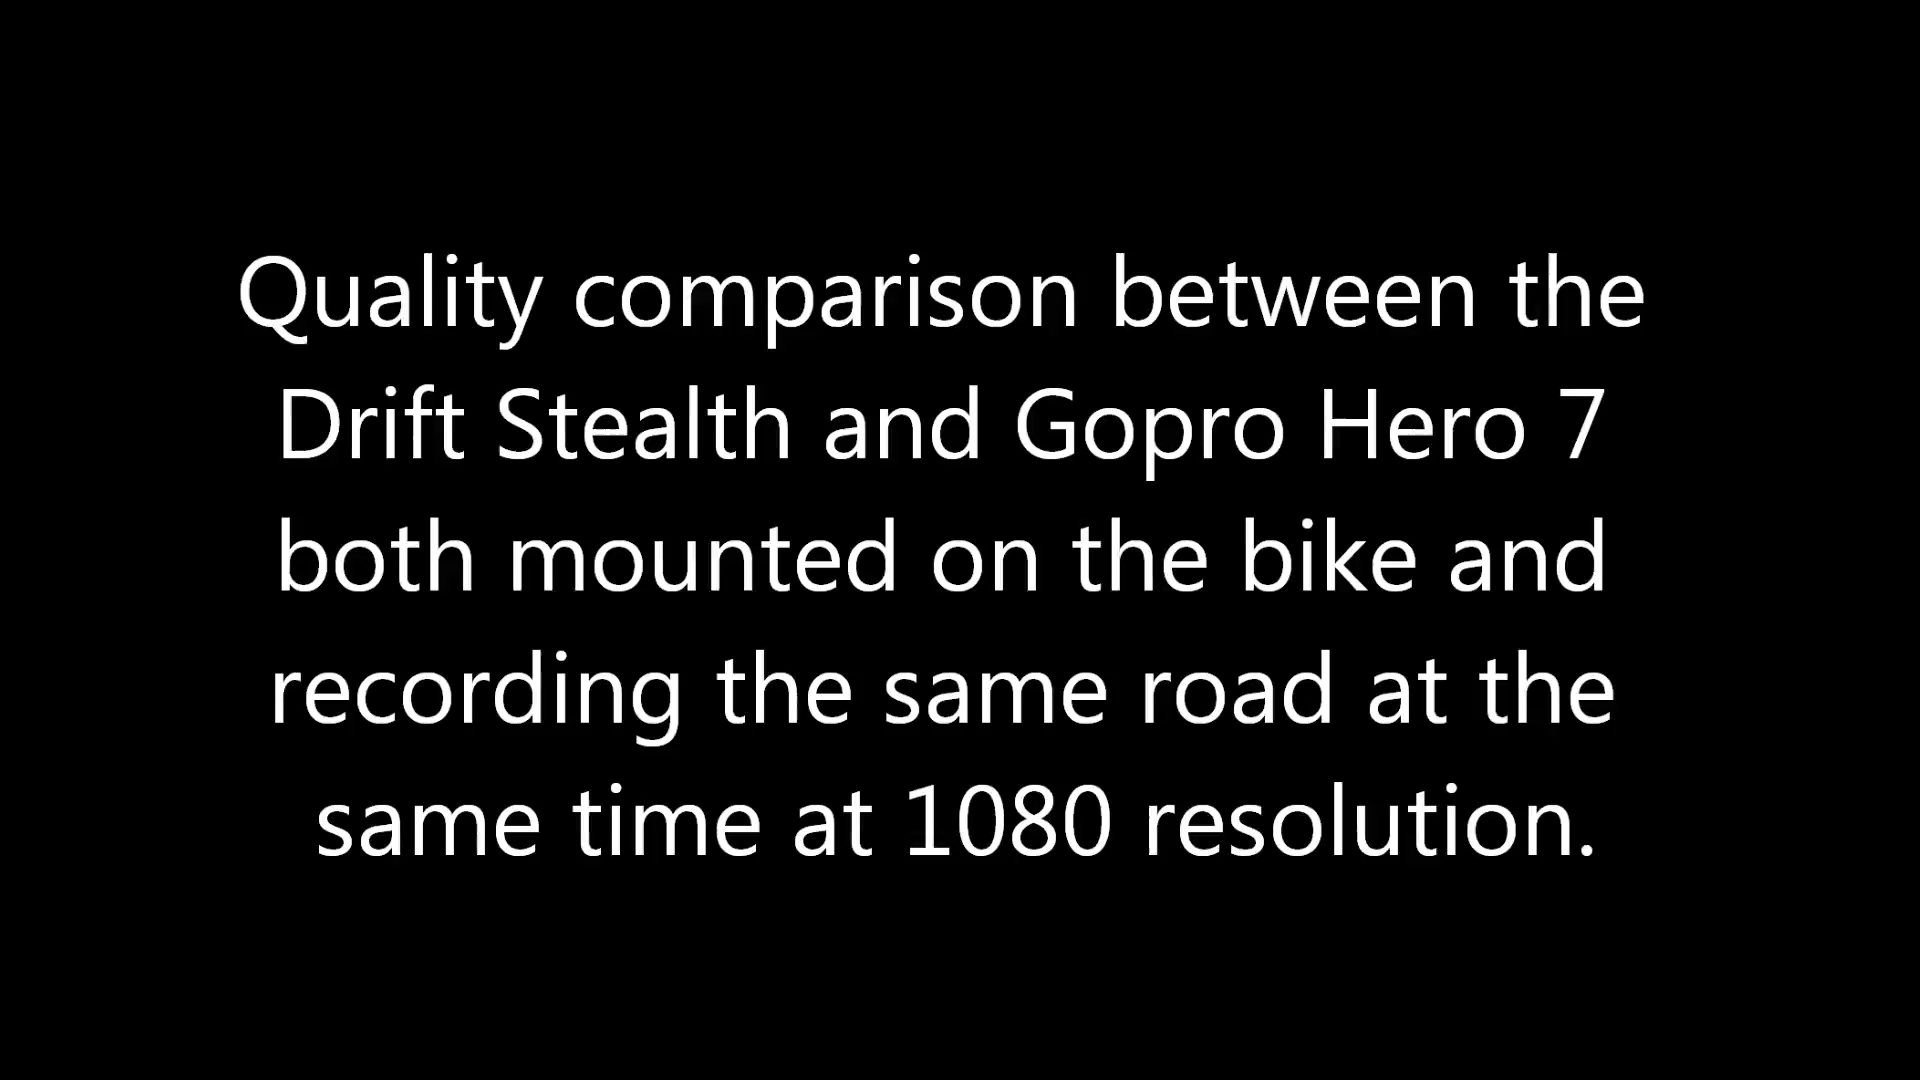 Quality comparison between the
Drift Stealth and Gopro Hero 7
both mounted on the bike and
recording the same road at the
same time at 1080 resolution.